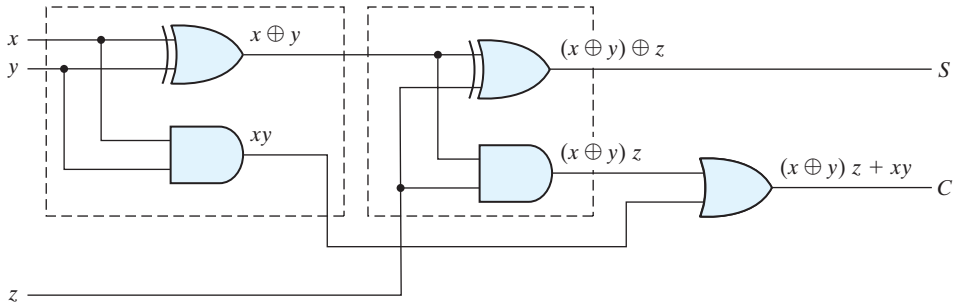 x
y
x ⊕ y
xy
(x ⊕ y) ⊕ z
S
(x ⊕ y) z
(x ⊕ y) z + xy
C
z